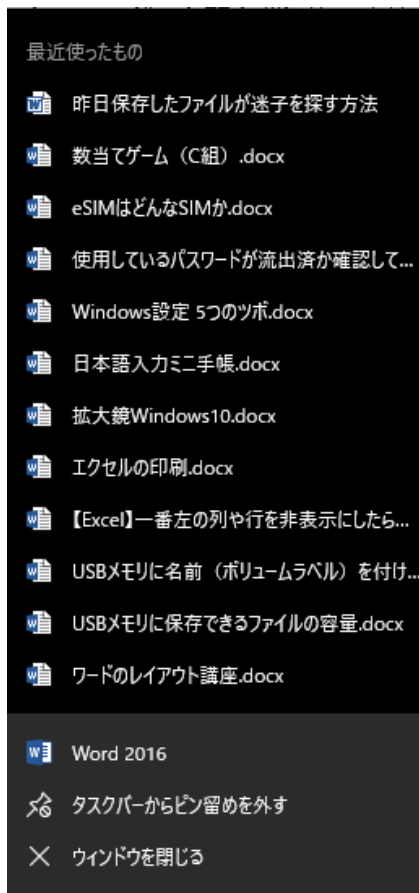 最近使ったもの
昨日保存したファイルが迷子を探す方法
数当てゲーム（C組）.docx
eSIMはどんなSIMか.docx
使用しているパスワードが流出済か確認して...
Windows設定 5つのツボ.docx
日本語入力ミニ手帳.docx
拡大鏡Windows10.docx
エクセルの印刷.docx
【Excel】一番左の列や行を非表示にしたら...
USBメモリに名前（ボリュームラベル）を付け...
USBメモリに保存できるファイルの容量.docx
ワードのレイアウト講座.docx
Word 2016
タスクバーからピン留めを外す
ウィンドウを閉じる